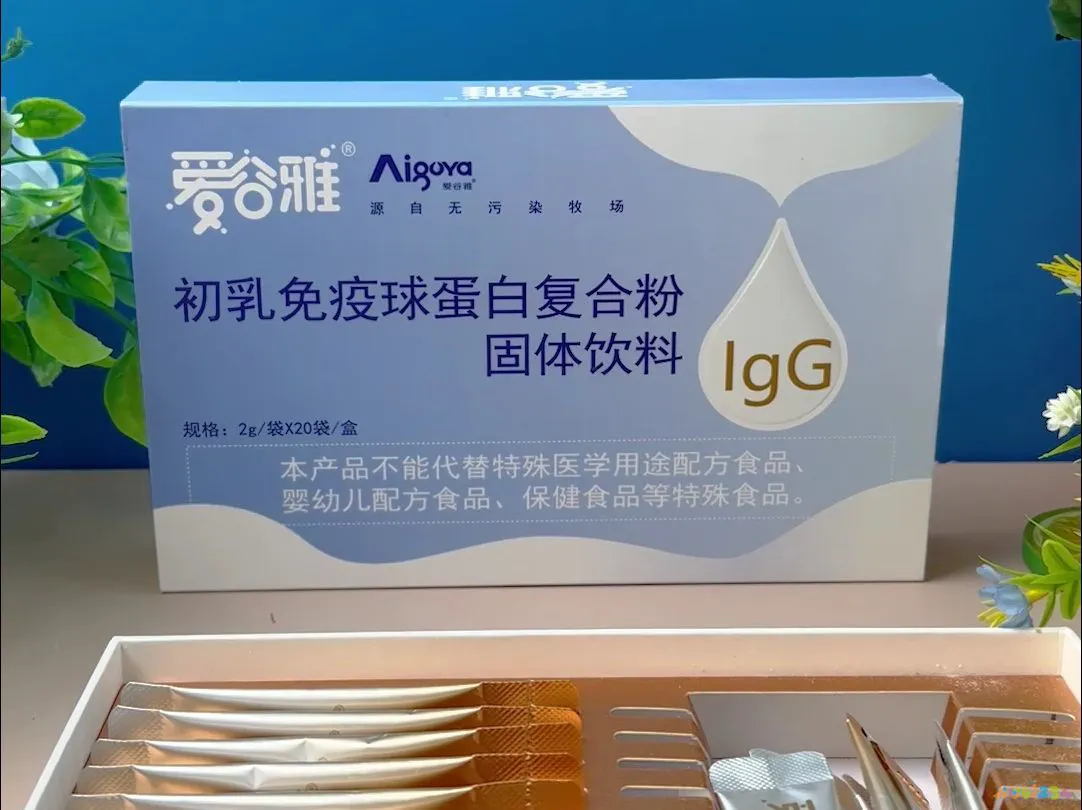 爱谷雅
爱谷雅®
Aigoya
爱谷雅®
源自无污染牧场
初乳免疫球蛋白复合粉
固体饮料
IgG
规格：2g/袋X20袋/盒
本产品不能代替特殊医学用途配方食品、
婴幼儿配方食品、保健食品等特殊食品。